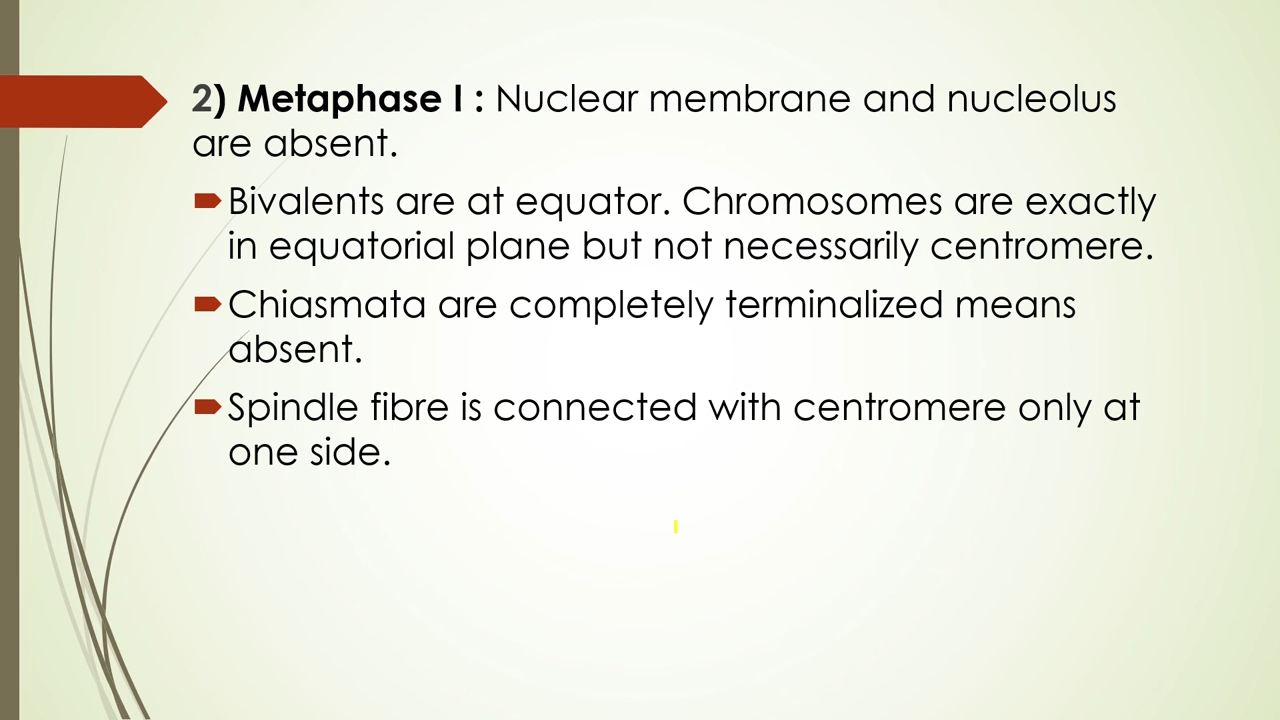 2) Metaphase I : Nuclear membrane and nucleolus
are absent.
Bivalents are at equator. Chromosomes are exactly
in equatorial plane but not necessarily centromere.
Chiasmata are completely terminalized means
absent.
Spindle fibre is connected with centromere only at
one side.